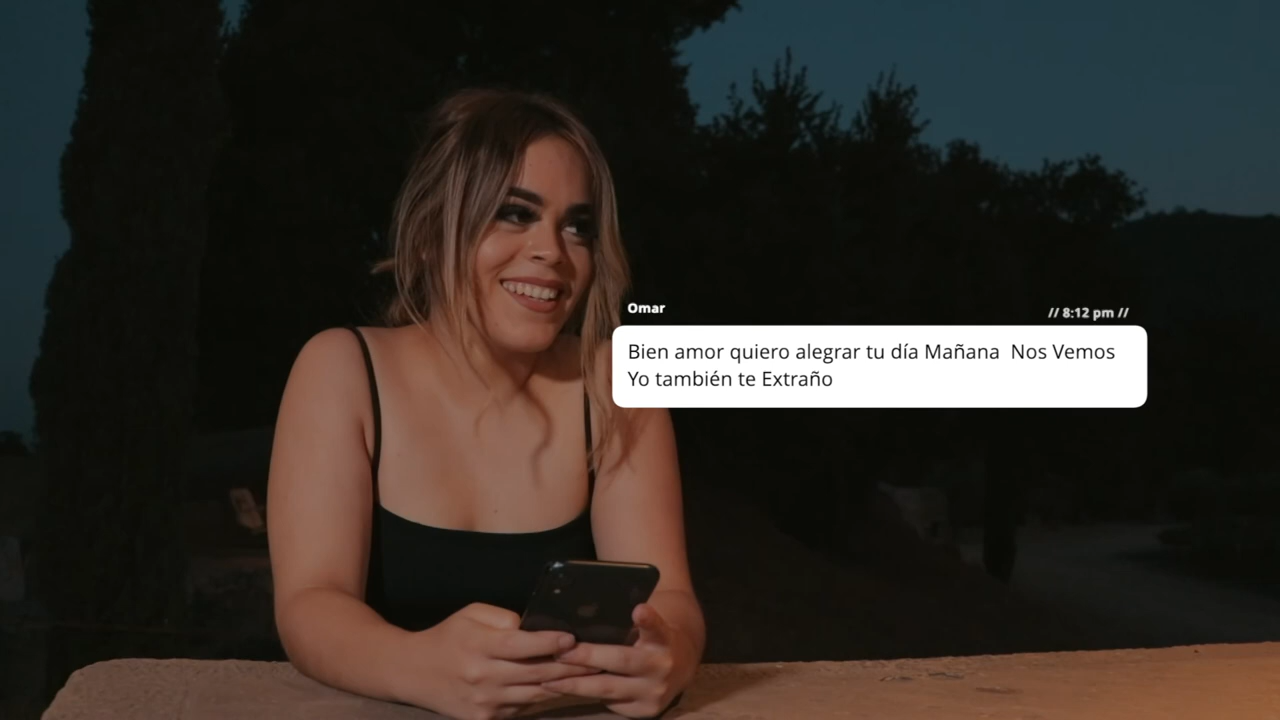 Omar
// 8:12 pm //
Bien amor quiero alegrar tu día Mañana  Nos Vemos
Yo también te Extraño